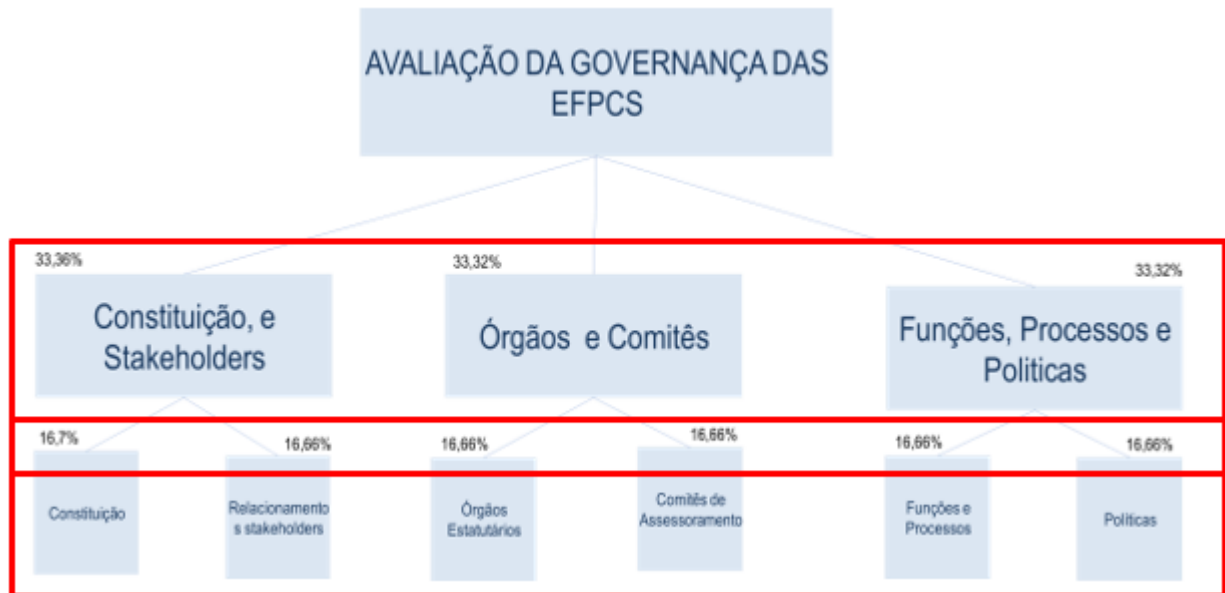 AVALIAÇÃO DA GOVERNANÇA DAS
EFPCS
33,36%
33,32%
33,32%
Constituição, e
Stakeholders
Órgãos e Comitês
Funções, Processos e
Politicas
16,7%
16,66%
16,66%
16,66%
16,66%
16,66%
Constituição
Relacionamento
s stakeholders
Órgãos
Estatutários
Comitês de
Assessoramento
Funções e
Processos
Políticas